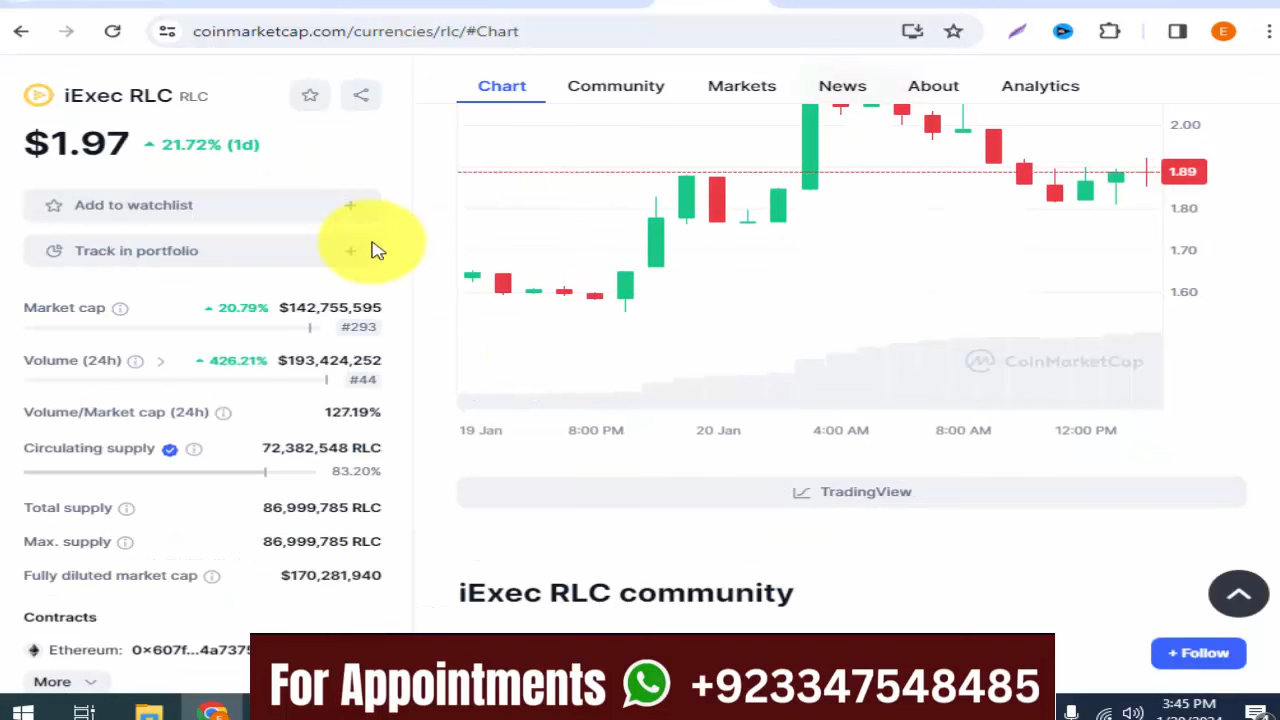 coinmarketcap.com/currencies/rlc/#Chart
E
iExec RLC RLC
$1.97 21.72% (1d)
Add to watchlist +
Track in portfolio +
Market cap 20.79% $142,755,595
#293
Volume (24h) > 426.21% $193,424,252
#44
Volume/Market cap (24h) 127.19%
Circulating supply 72,382,548 RLC
83.20%
Total supply 86,999,785 RLC
Max. supply 86,999,785 RLC
Fully diluted market cap $170,281,940
Contracts
Ethereum: 0x607f...4a7375
More
Chart Community Markets News About Analytics
2.00
1.89
1.80
1.70
1.60
CoinMarketCap
19 Jan 8:00 PM 20 Jan 4:00 AM 8:00 AM 12:00 PM
TradingView
iExec RLC community
+ Follow
For Appointments +923347548485
3:45 PM